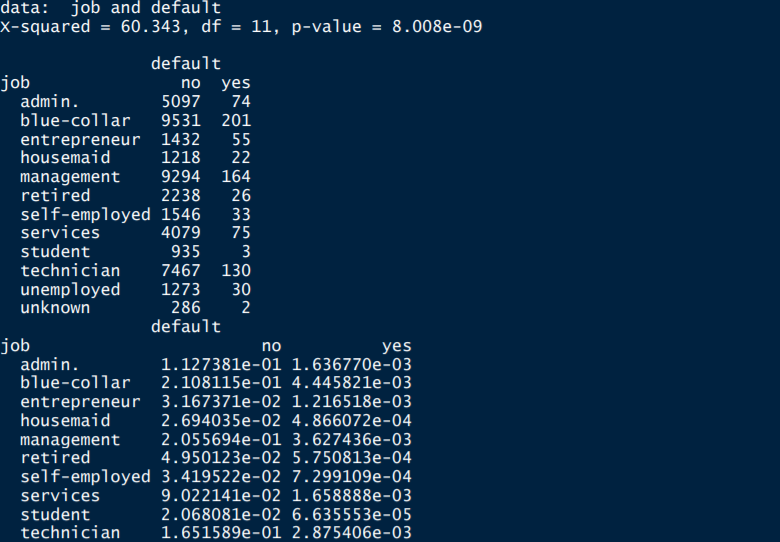 data:  job and default
X-squared = 60.343, df = 11, p-value = 8.008e-09
default
job no yes
admin. 5097 74
blue-collar 9531 201
entrepreneur 1432 55
housemaid 1218 22
management 9294 164
retired 2238 26
self-employed 1546 33
services 4079 75
student 935 3
technician 7467 130
unemployed 1273 30
unknown 286 2
default
job no yes
admin. 1.127381e-01 1.636770e-03
blue-collar 2.108115e-01 4.445821e-03
entrepreneur 3.167371e-02 1.216518e-03
housemaid 2.694035e-02 4.866072e-04
management 2.055694e-01 3.627436e-03
retired 4.950123e-02 5.750813e-04
self-employed 3.419522e-02 7.299109e-04
services 9.022141e-02 1.658888e-03
student 2.068081e-02 6.635553e-05
technician 1.651589e-01 2.875406e-03